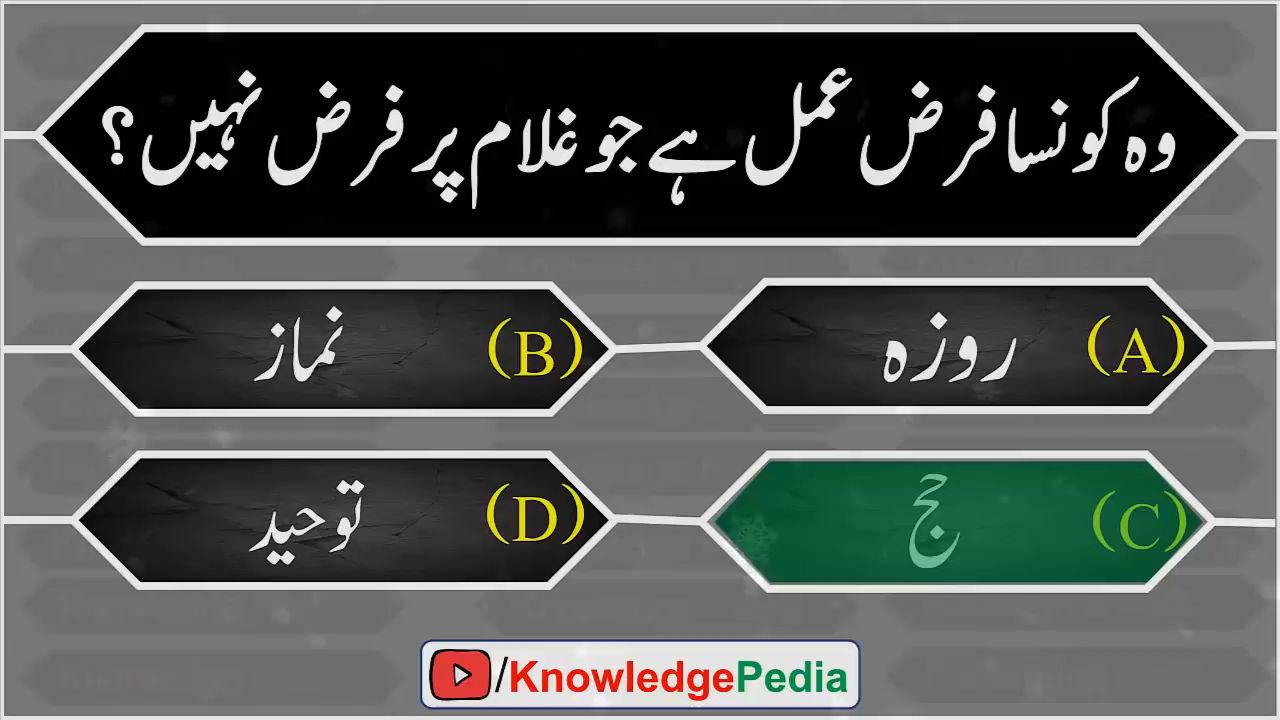 وہ کونسا فرض عمل ہے جو غلام پر فرض نہیں؟
(A) روزہ
(B) نماز
(C) حج
(D) توحید
/KnowledgePedia